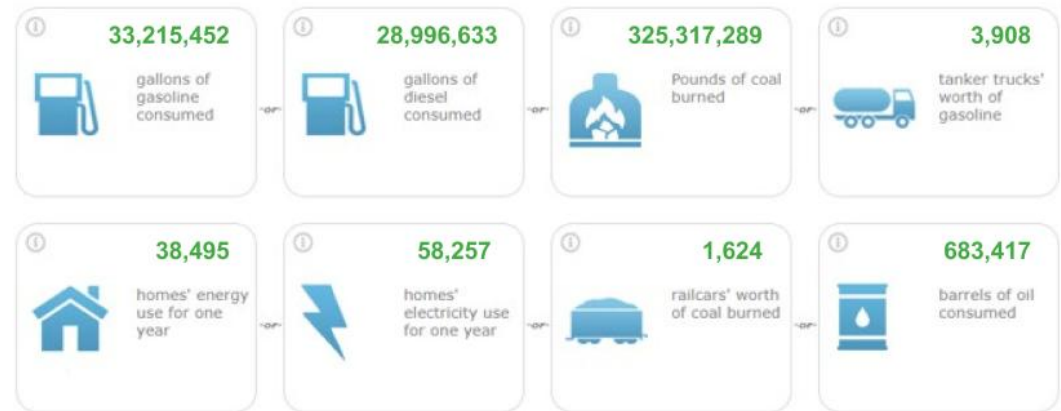 33,215,452
gallons of
gasoline
consumed
-or-
28,996,633
gallons of
diesel
consumed
-or-
325,317,289
Pounds of coal
burned
-or-
3,908
tanker trucks'
worth of
gasoline
38,495
homes' energy
use for one
year
-or-
58,257
homes'
electricity use
for one year
-or-
1,624
railcars' worth
of coal burned
-or-
683,417
barrels of oil
consumed